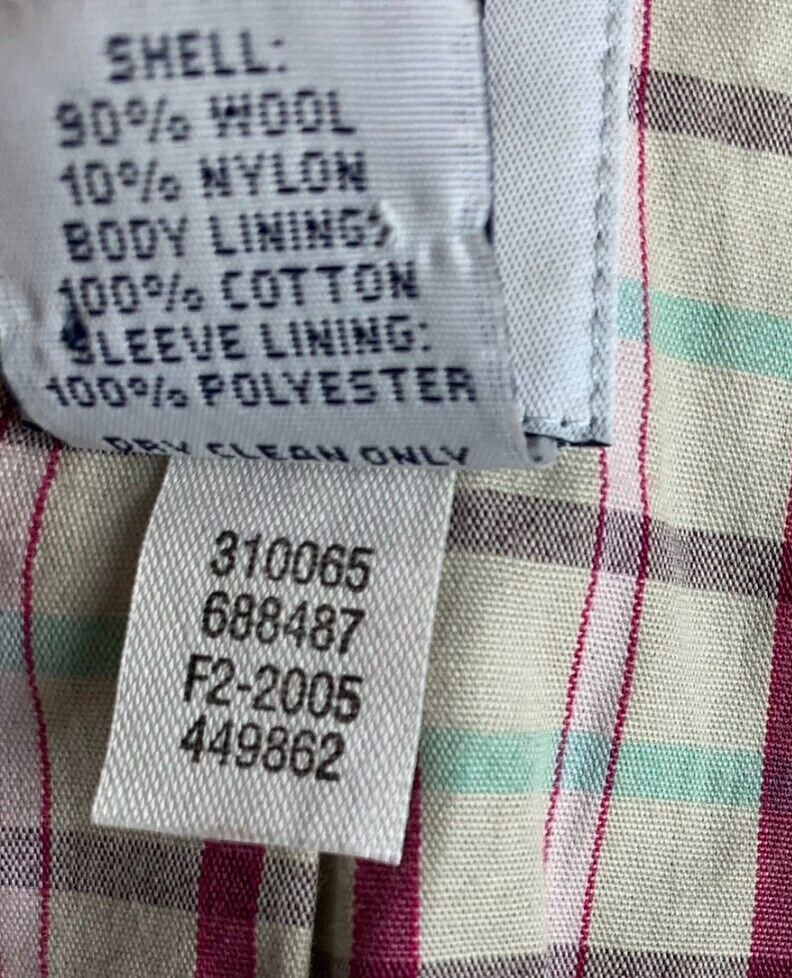 SHELL:
90% WOOL
10% NYLON
BODY LINING:
100% COTTON
SLEEVE LINING:
100% POLYESTER
DRY CLEAN ONLY
310065
688487
F2-2005
449862